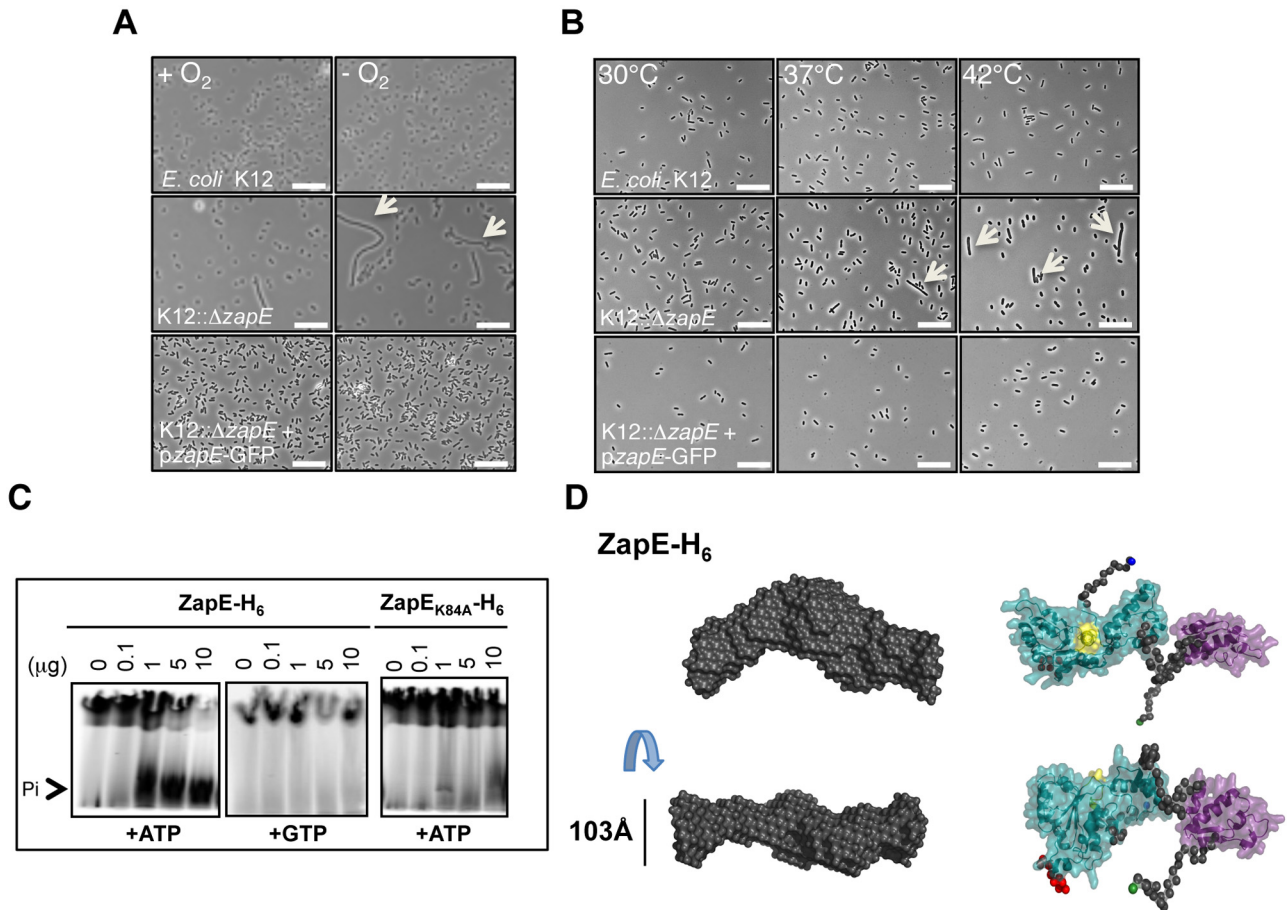 A
+ O2
- O2
E. coli K12
K12::ΔzapE
K12::ΔzapE +
pzapE-GFP
B
30°C
37°C
42°C
E. coli K12
K12::ΔzapE
K12::ΔzapE +
pzapE-GFP
C
ZapE-H6
ZapEK84A-H6
(µg)
0 0.1 1 5 10
0 0.1 1 5 10
0 0.1 1 5 10
Pi
+ATP
+GTP
+ATP
D
ZapE-H6
103Å